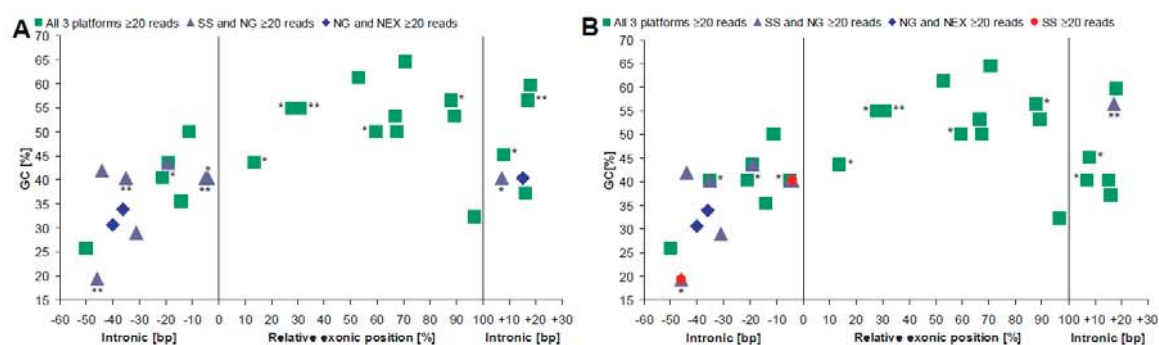 A
All 3 platforms ≥20 reads SS and NG ≥20 reads NG and NEX ≥20 reads
GC [%]
70
65
60
55
50
45
40
35
30
25
20
15
* ** * * * * ** * * * ** ** * **
-60 -50 -40 -30 -20 -10 0 10 20 30 40 50 60 70 80 90 100 +10 +20 +30
Intronic [bp] Relative exonic position [%] Intronic [bp]
B
All 3 platforms ≥20 reads SS and NG ≥20 reads NG and NEX ≥20 reads SS ≥20 reads
GC[%]
70
65
60
55
50
45
40
35
30
25
20
15
* ** * * * * ** * * * * *
-60 -50 -40 -30 -20 -10 0 10 20 30 40 50 60 70 80 90 100 +10 +20 +30
Intronic [bp] Relative exonic position [%] Intronic [bp]